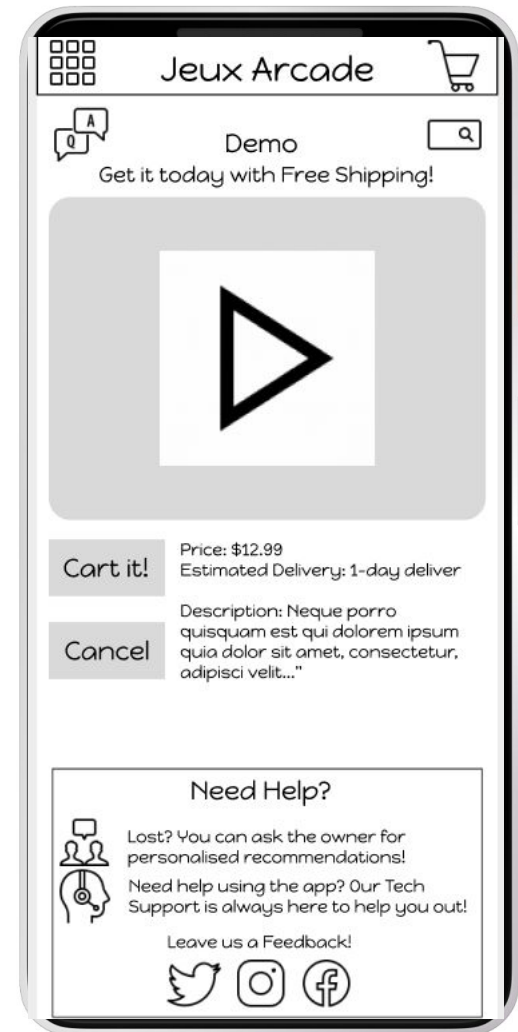 Jeux Arcade
Q
A
Demo
Get it today with Free Shipping!
Cart it!
Price: $12.99
Estimated Delivery: 1-day deliver
Cancel
Description: Neque porro
quisquam est qui dolorem ipsum
quia dolor sit amet, consectetur,
adipisci velit..."
Need Help?
Lost? You can ask the owner for
personalised recommendations!
Need help using the app? Our Tech
Support is always here to help you out!
Leave us a Feedback!